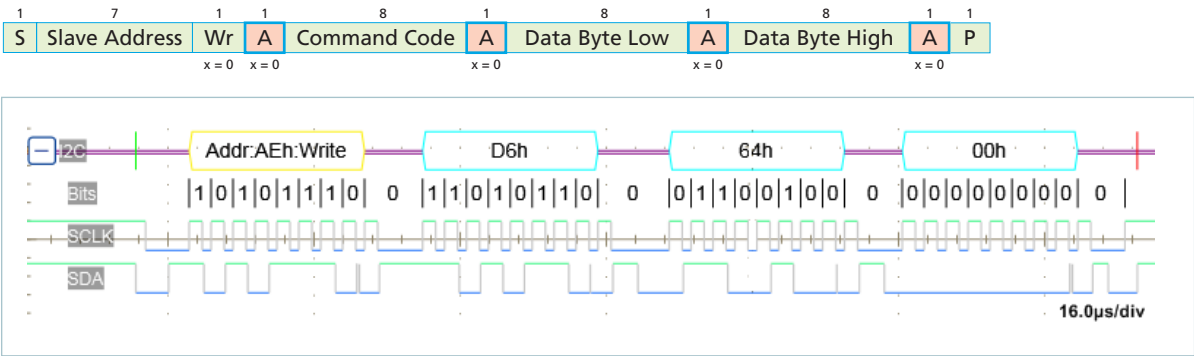 1 7 1 1 8 1 8 1 8 1 1
S Slave Address Wr A Command Code A Data Byte Low A Data Byte High A P
x = 0 x = 0 x = 0 x = 0 x = 0
I2C Addr:AEh:Write D6h 64h 00h
Bits 1 0 1 0 1 1 1 0 0 1 1 0 1 0 1 1 0 0 0 1 1 0 0 1 0 0 0 0 0 0 0 0 0 0 0 0 0
SCLK
SDA
16.0µs/div